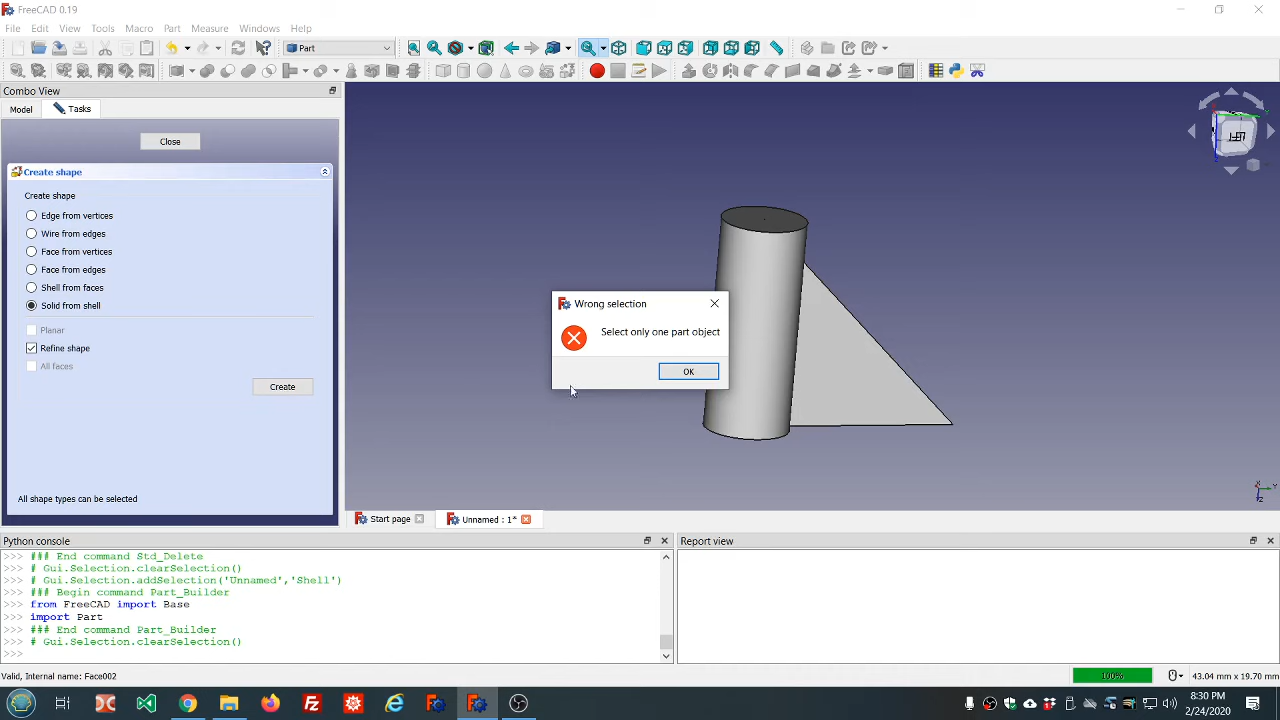 FreeCAD 0.19
File Edit View Tools Macro Part Measure Windows Help
Part
Combo View
Model Tasks
Close
Create shape
Create shape
Edge from vertices
Wire from edges
Face from vertices
Face from edges
Shell from faces
Solid from shell
Planar
Refine shape
All faces
Create
All shape types can be selected
Wrong selection
Select only one part object
OK
LEFT
Start page Unnamed : 1*
Python console
>>> ### End command Std_Delete
>>> # Gui.Selection.clearSelection()
>>> # Gui.Selection.addSelection('Unnamed','Shell')
>>> ### Begin command Part_Builder
>>> from FreeCAD import Base
>>> import Part
>>> ### End command Part_Builder
>>> # Gui.Selection.clearSelection()
>>>
Report view
Valid, Internal name: Face002
100%
43.04 mm x 19.70 mm
8:30 PM
2/24/2020